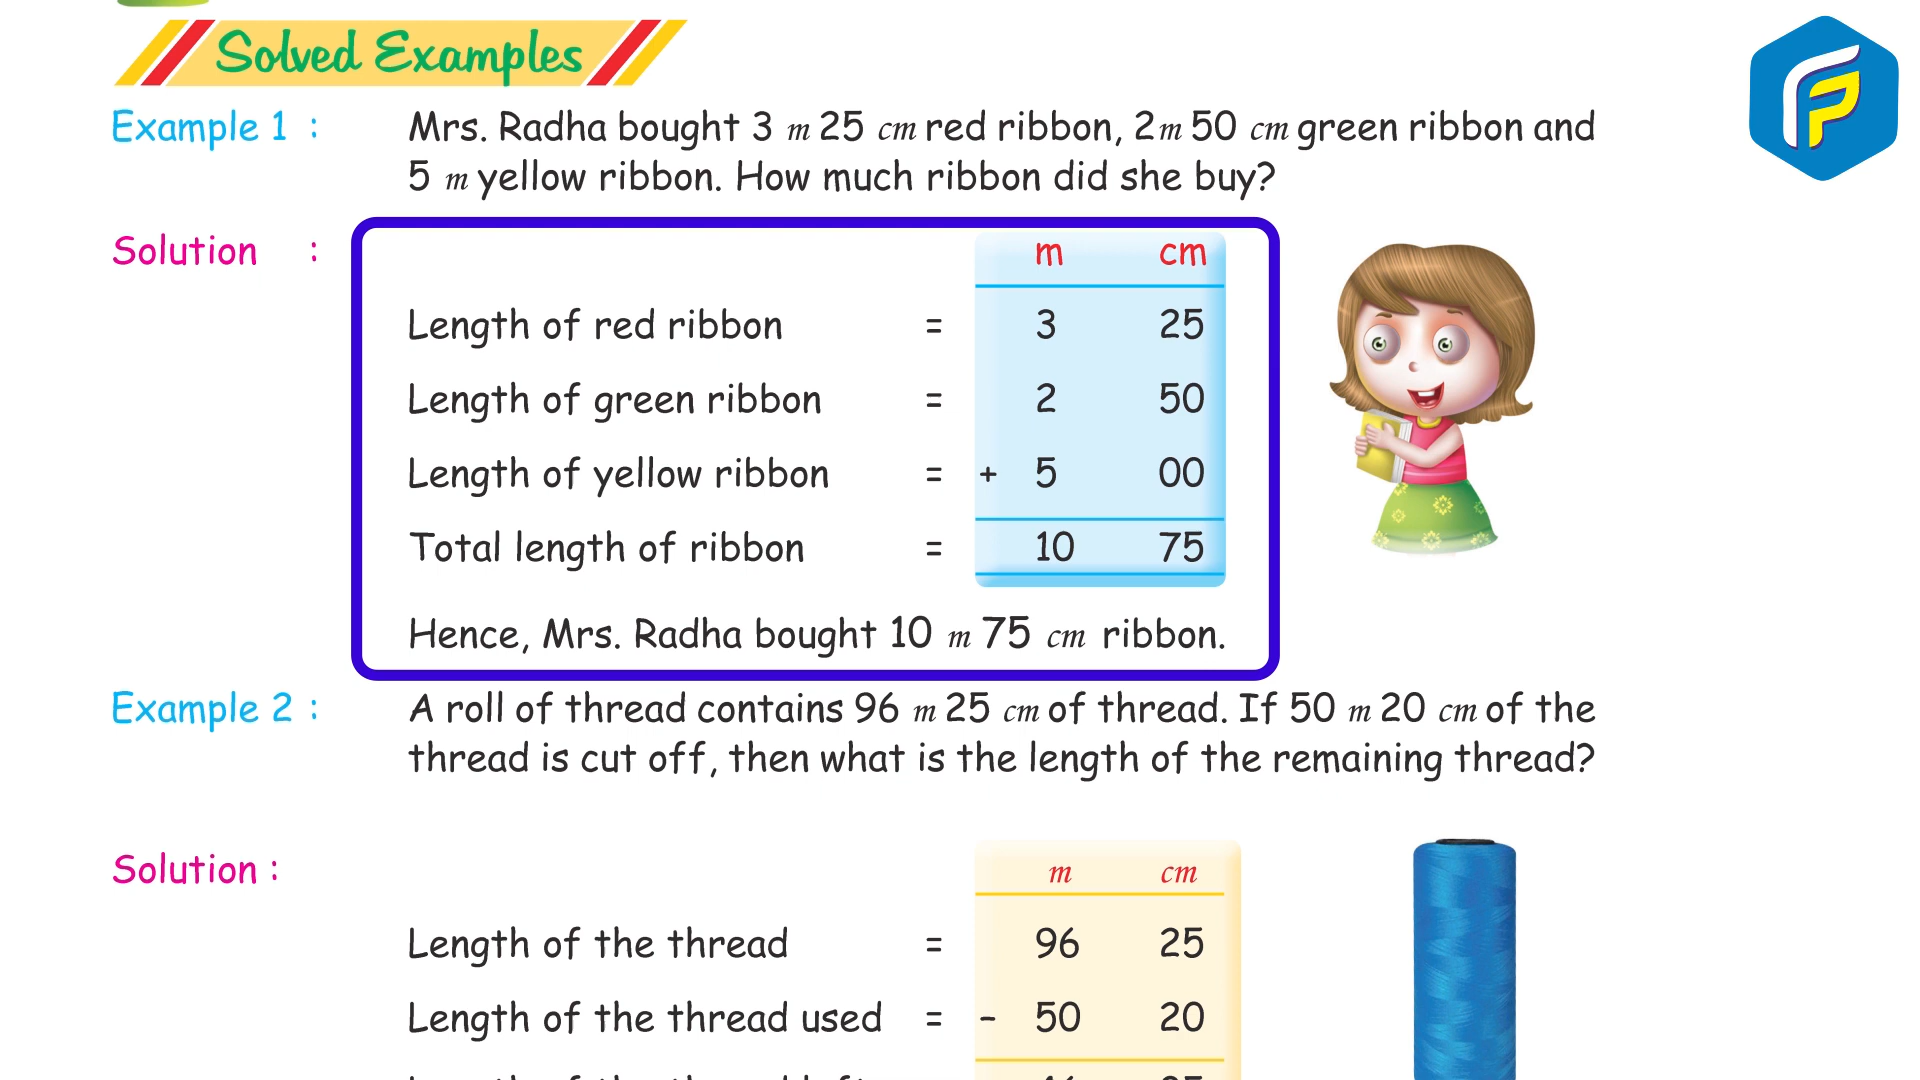 Solved Examples
Example 1 : Mrs. Radha bought 3 m 25 cm red ribbon, 2m 50 cm green ribbon and
5 m yellow ribbon. How much ribbon did she buy?
Solution :
m cm
Length of red ribbon = 3 25
Length of green ribbon = 2 50
Length of yellow ribbon = + 5 00
Total length of ribbon = 10 75
Hence, Mrs. Radha bought 10 m 75 cm ribbon.
Example 2 : A roll of thread contains 96 m 25 cm of thread. If 50 m 20 cm of the
thread is cut off, then what is the length of the remaining thread?
Solution :
m cm
Length of the thread = 96 25
Length of the thread used = - 50 20